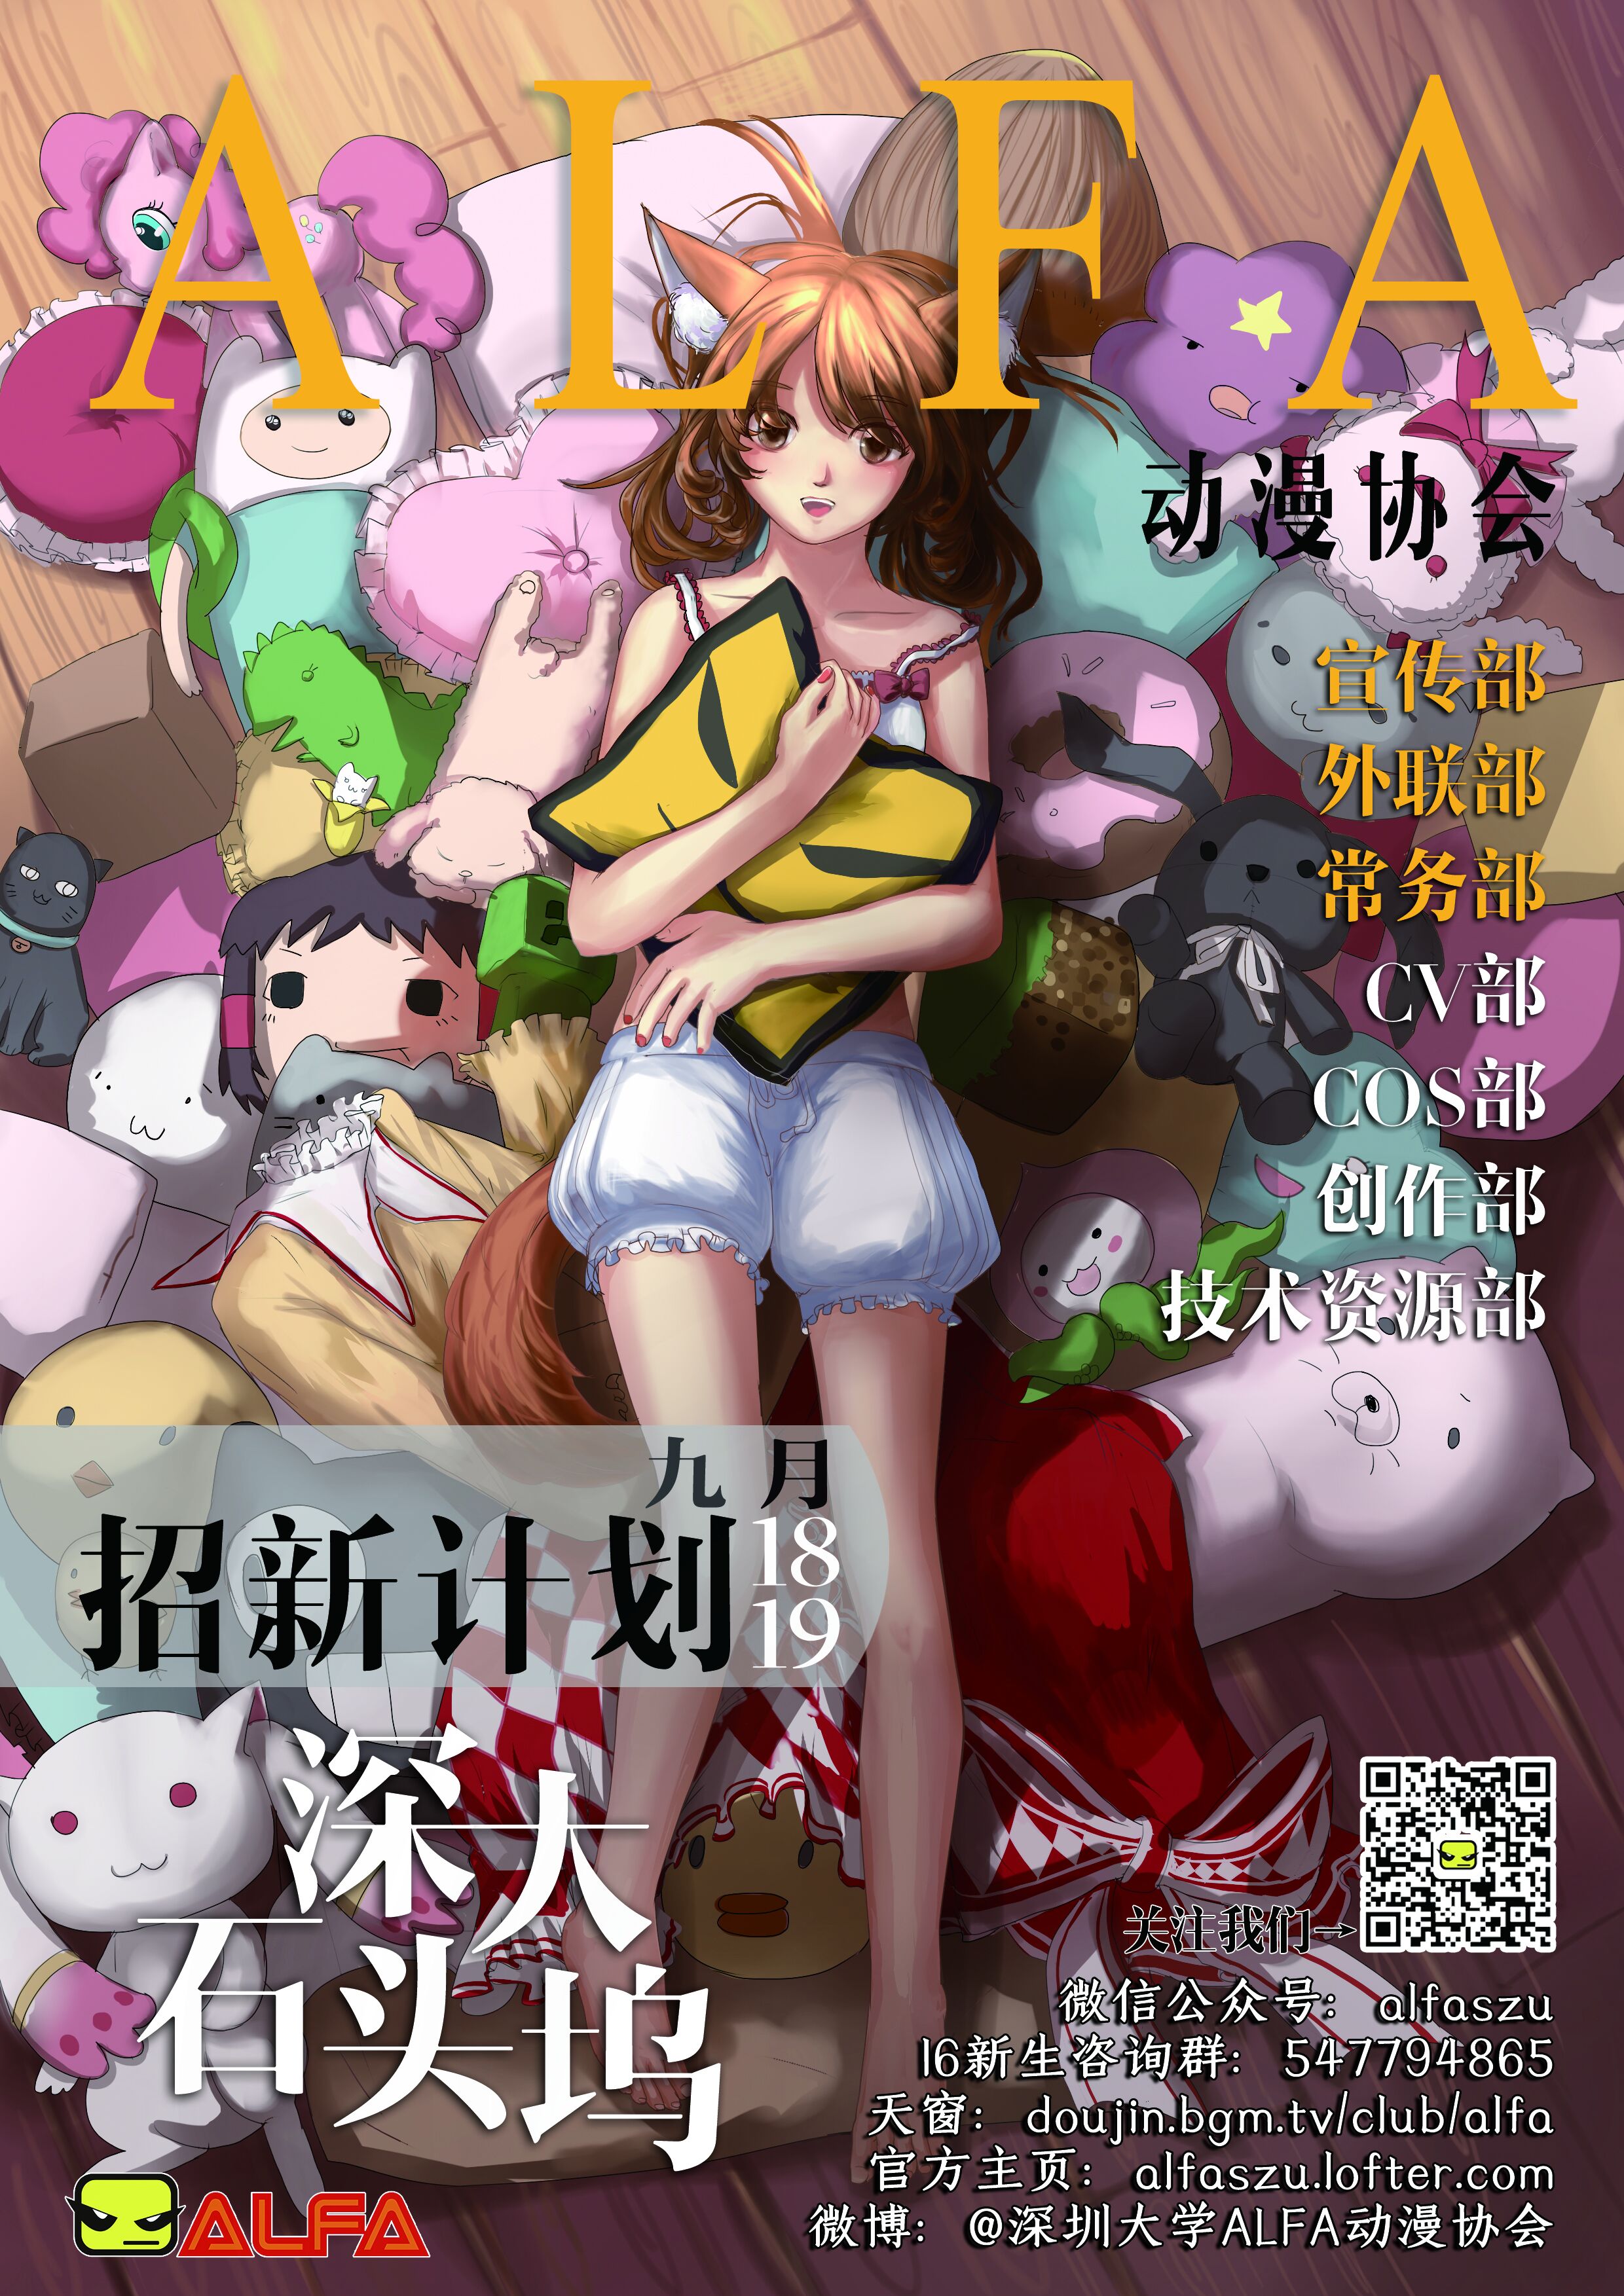 ALFA
动漫协会
宣传部
外联部
常务部
CV部
COS部
创作部
技术资源部
九月
招新计划
18
19
深大
石头坞
关注我们→
微信公众号: alfaszu
16新生咨询群: 547794865
天窗: doujin.bgm.tv/club/alfa
官方主页: alfaszu.lofter.com
微博: @深圳大学ALFA动漫协会
ALFA